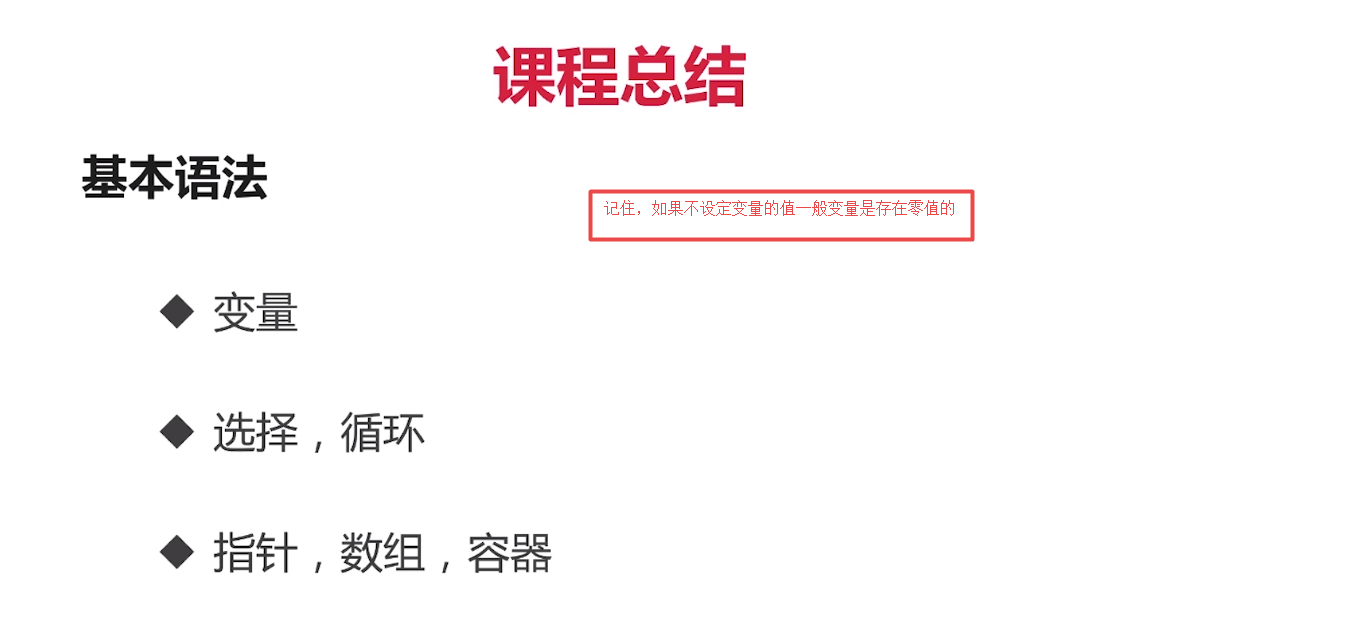 课程总结
基本语法
记住，如果不设定变量的值一般变量是存在零值的
变量
选择，循环
指针，数组，容器